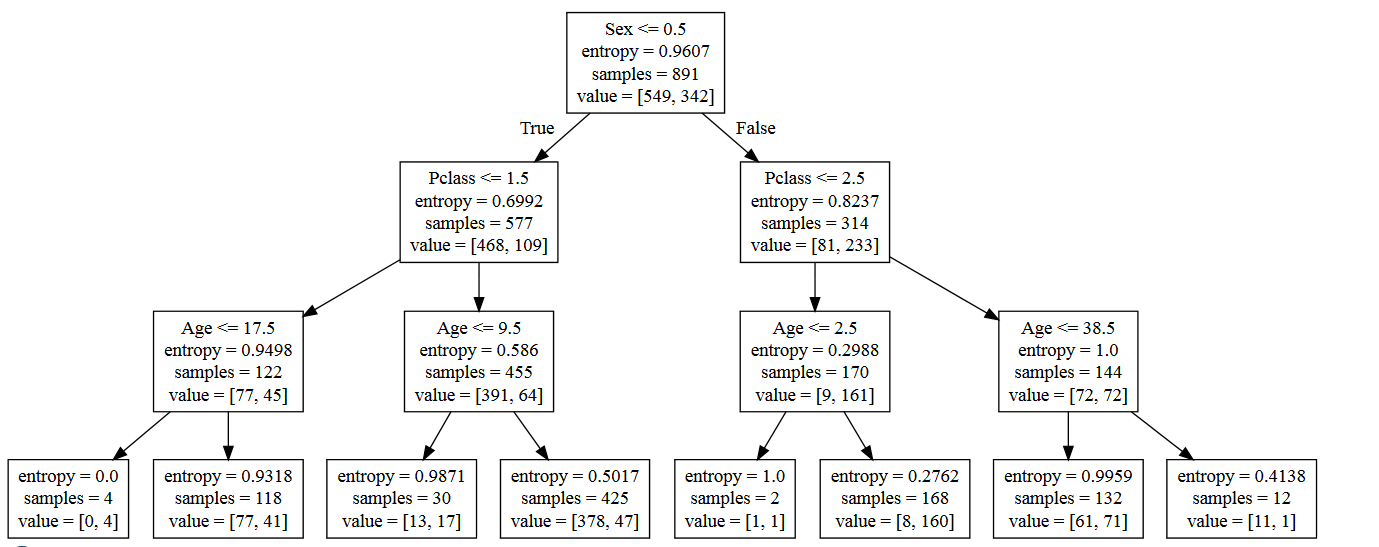 Sex <= 0.5
entropy = 0.9607
samples = 891
value = [549, 342]
True
False
Pclass <= 1.5
entropy = 0.6992
samples = 577
value = [468, 109]
Pclass <= 2.5
entropy = 0.8237
samples = 314
value = [81, 233]
Age <= 17.5
entropy = 0.9498
samples = 122
value = [77, 45]
Age <= 9.5
entropy = 0.586
samples = 455
value = [391, 64]
Age <= 2.5
entropy = 0.2988
samples = 170
value = [9, 161]
Age <= 38.5
entropy = 1.0
samples = 144
value = [72, 72]
entropy = 0.0
samples = 4
value = [0, 4]
entropy = 0.9318
samples = 118
value = [77, 41]
entropy = 0.9871
samples = 30
value = [13, 17]
entropy = 0.5017
samples = 425
value = [378, 47]
entropy = 1.0
samples = 2
value = [1, 1]
entropy = 0.2762
samples = 168
value = [8, 160]
entropy = 0.9959
samples = 132
value = [61, 71]
entropy = 0.4138
samples = 12
value = [11, 1]